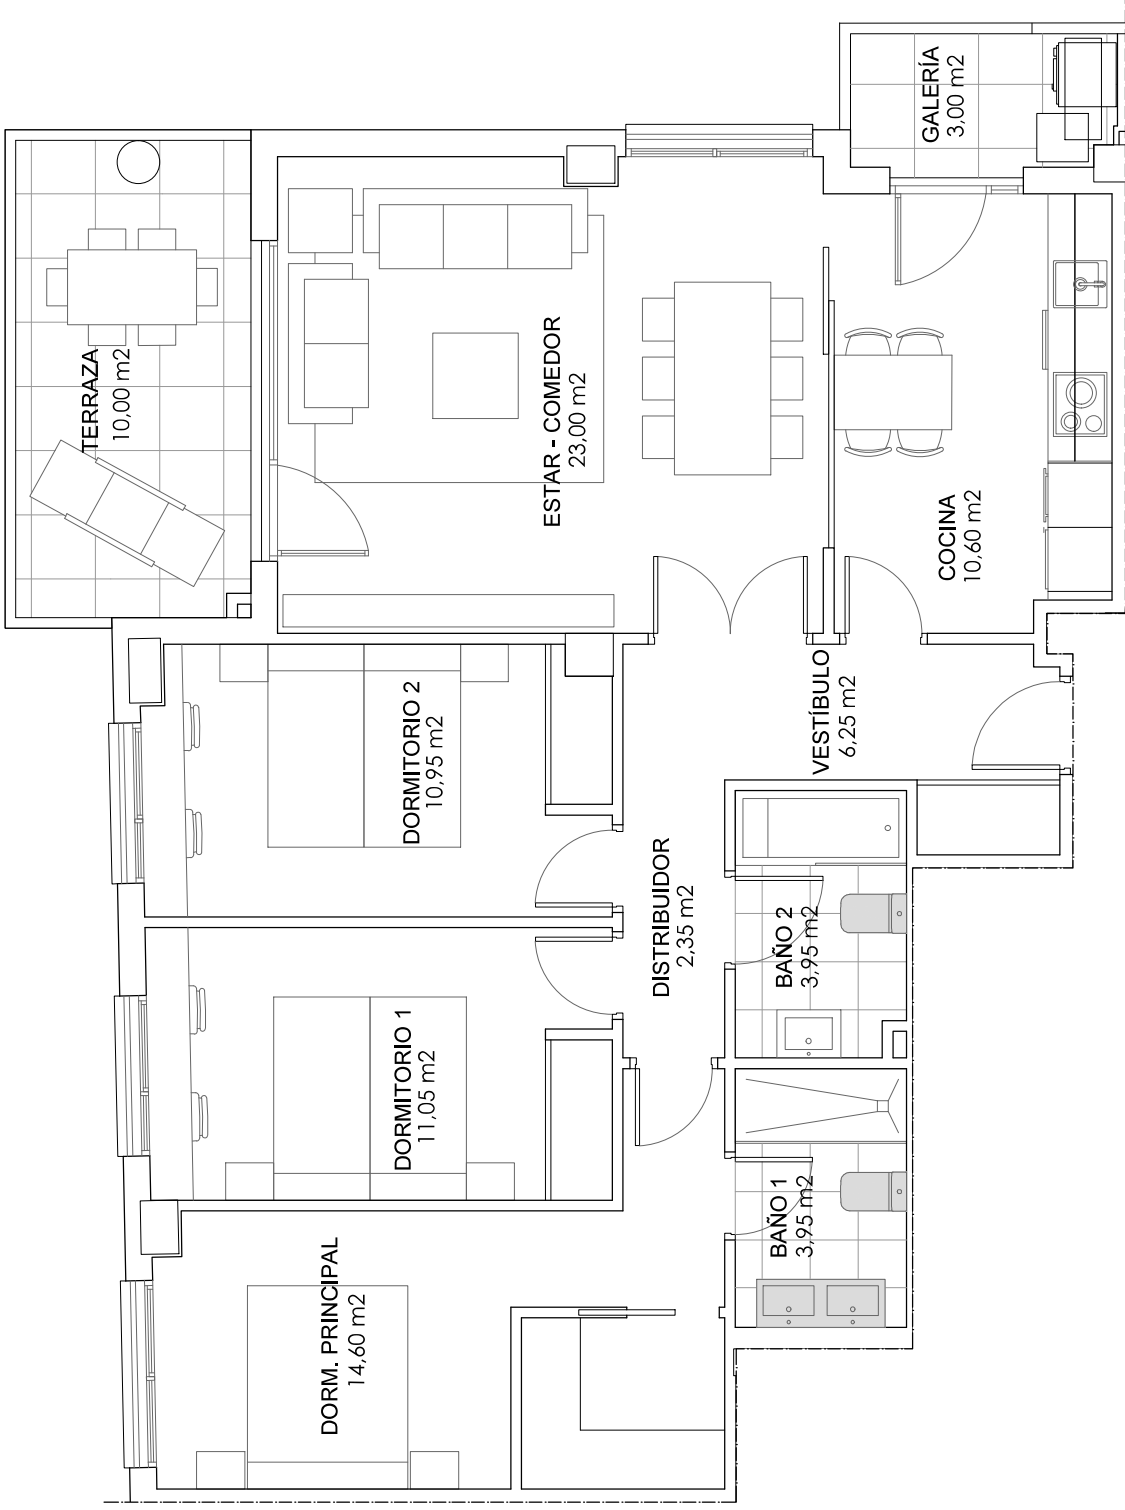 GALERÍA
3,00 m2
TERRAZA
10,00 m2
ESTAR - COMEDOR
23,00 m2
COCINA
10,60 m2
VESTÍBULO
6,25 m2
DORMITORIO 2
10,95 m2
DISTRIBUIDOR
2,35 m2
BAÑO 2
3,95 m2
DORMITORIO 1
11,05 m2
BAÑO 1
3,95 m2
DORM. PRINCIPAL
14,60 m2